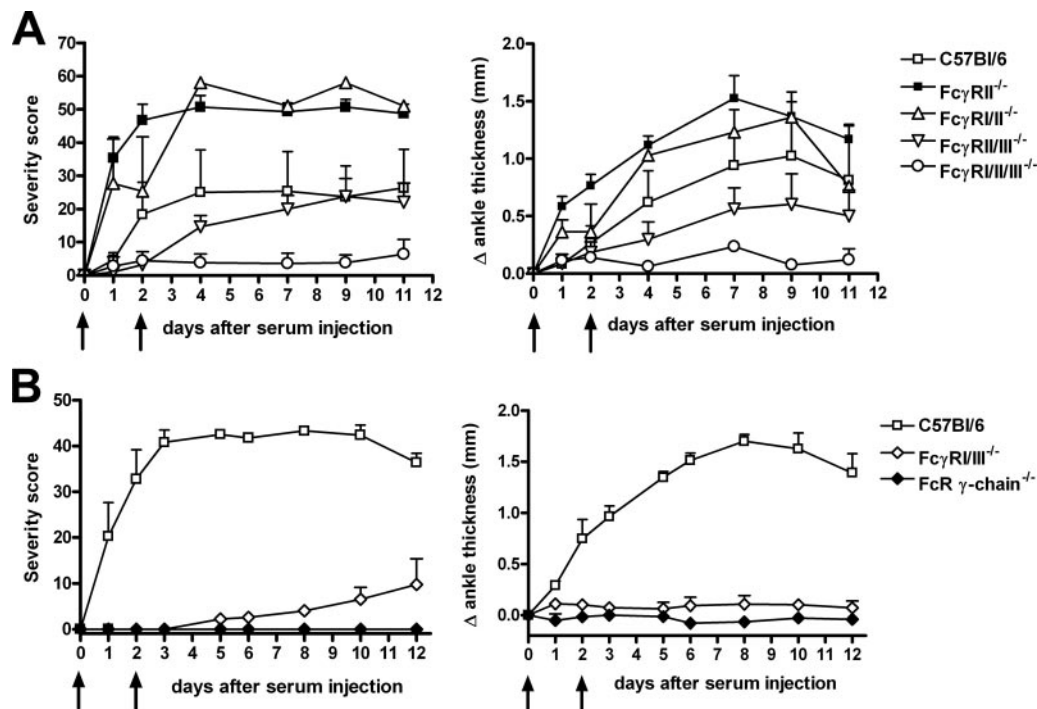 A
Severity score
70
60
50
40
30
20
10
0
0 1 2 3 4 5 6 7 8 9 10 11 12
days after serum injection
Δ ankle thickness (mm)
2.0
1.5
1.0
0.5
0.0
0 1 2 3 4 5 6 7 8 9 10 11 12
days after serum injection
C57Bl/6
FcγRII-/-
FcγRI/II-/-
FcγRII/III-/-
FcγRI/II/III-/-
B
Severity score
50
40
30
20
10
0
0 1 2 3 4 5 6 7 8 9 10 11 12
days after serum injection
Δ ankle thickness (mm)
2.0
1.5
1.0
0.5
0.0
0 1 2 3 4 5 6 7 8 9 10 11 12
days after serum injection
C57Bl/6
FcγRI/III-/-
FcR γ-chain-/-